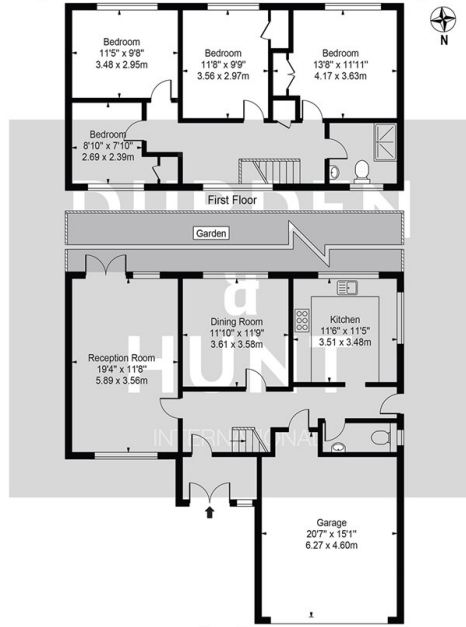 N
Bedroom
11'5" x 9'8"
3.48 x 2.95m
Bedroom
11'8" x 9'9"
3.56 x 2.97m
Bedroom
13'8" x 11'11"
4.17 x 3.63m
Bedroom
8'10" x 7'10"
2.69 x 2.39m
First Floor
DURDEN
Garden
&
HUNT
INTERNATIONAL
Dining Room
11'10" x 11'9"
3.61 x 3.58m
Kitchen
11'6" x 11'5"
3.51 x 3.48m
Reception Room
19'4" x 11'8"
5.89 x 3.56m
Garage
20'7" x 15'1"
6.27 x 4.60m